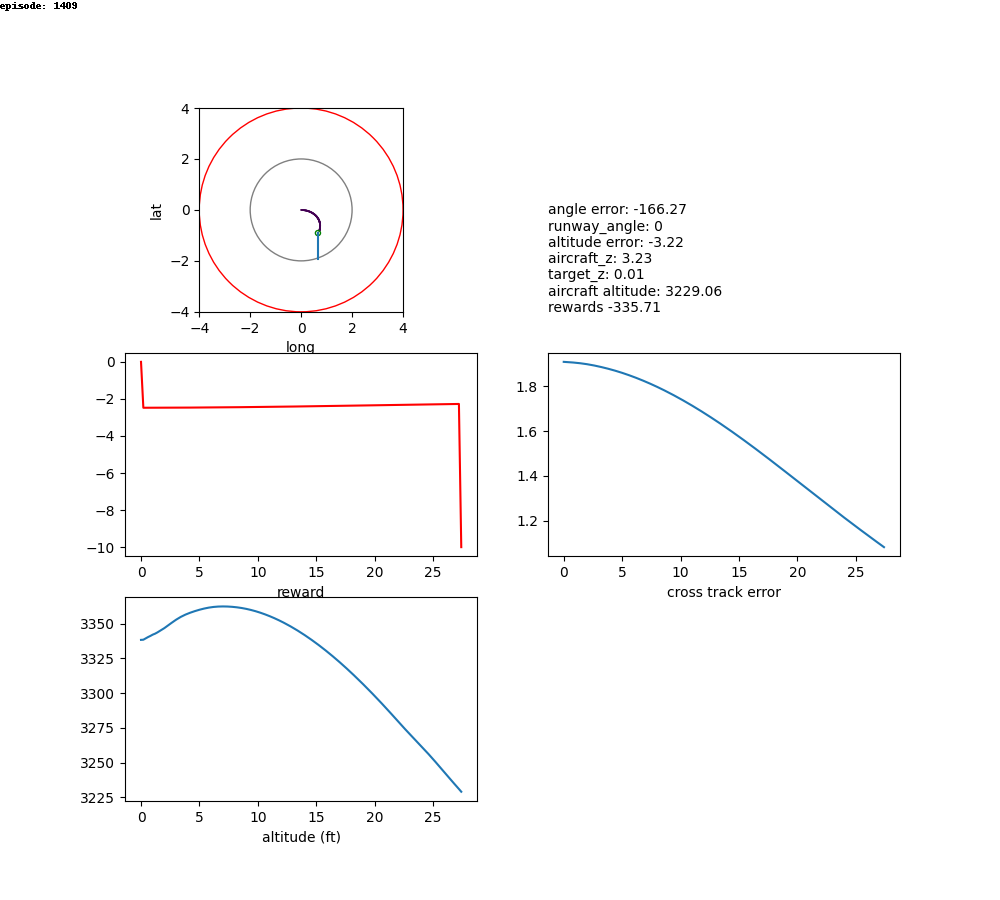 episode: 1409
4
2
0
−2
−4
lat
−4 −2 0 2 4
long
angle error: -166.27
runway_angle: 0
altitude error: -3.22
aircraft_z: 3.23
target_z: 0.01
aircraft altitude: 3229.06
rewards -335.71
0
−2
−4
−6
−8
−10
0 5 10 15 20 25
reward
1.8
1.6
1.4
1.2
0 5 10 15 20 25
cross track error
3350
3325
3300
3275
3250
3225
0 5 10 15 20 25
altitude (ft)